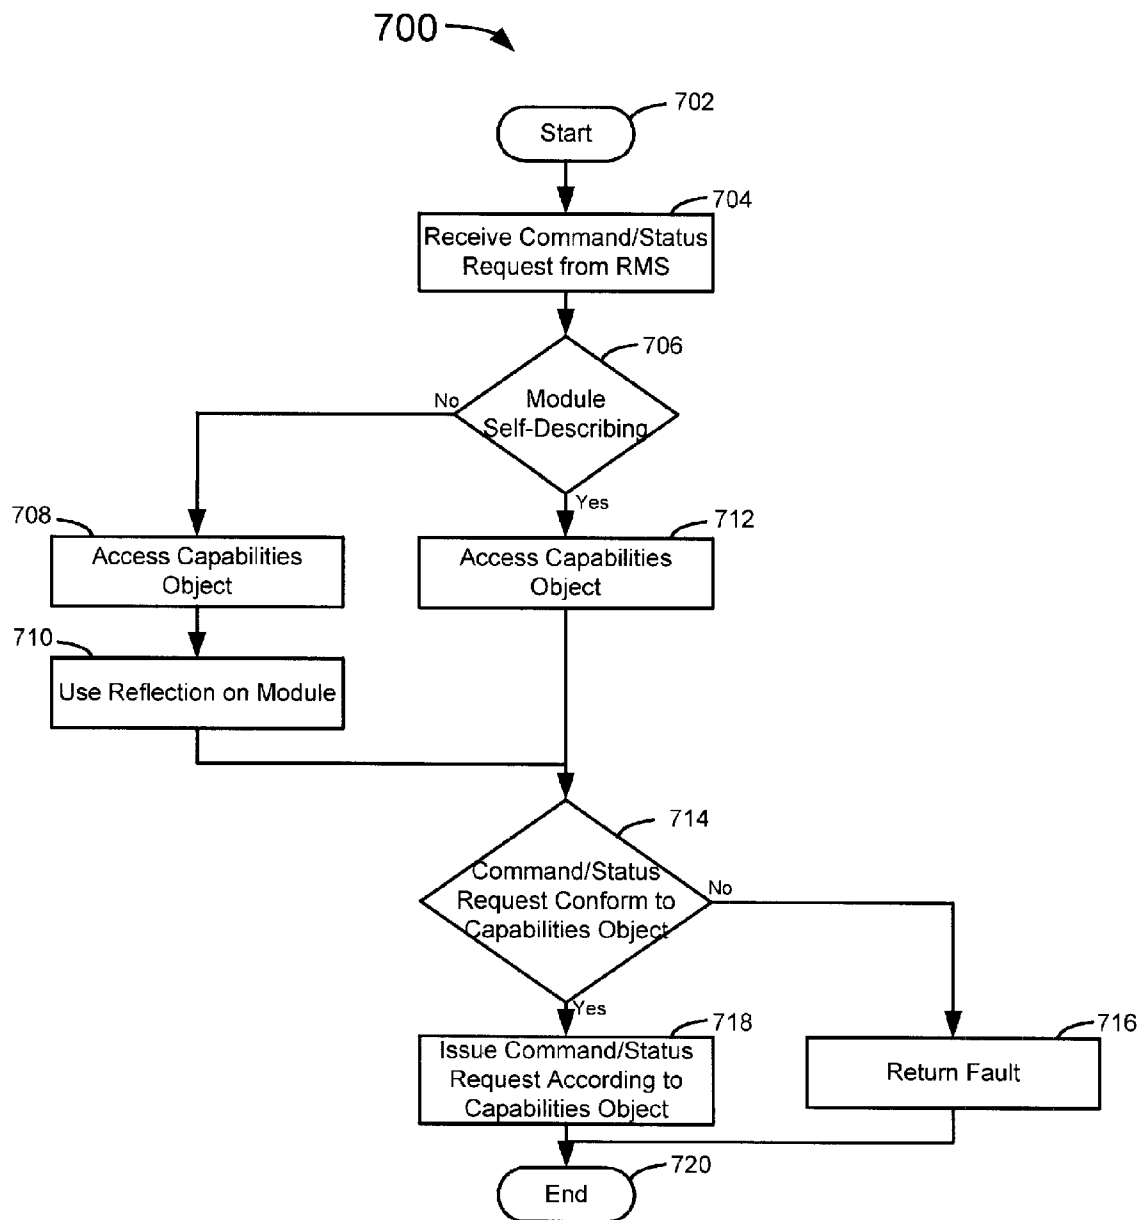 700
702
Start
704
Receive Command/Status
Request from RMS
706
Module
Self-Describing
No
Yes
708
Access Capabilities
Object
712
Access Capabilities
Object
710
Use Reflection on Module
714
Command/Status
Request Conform to
Capabilities Object
No
Yes
718
Issue Command/Status
Request According to
Capabilities Object
716
Return Fault
720
End